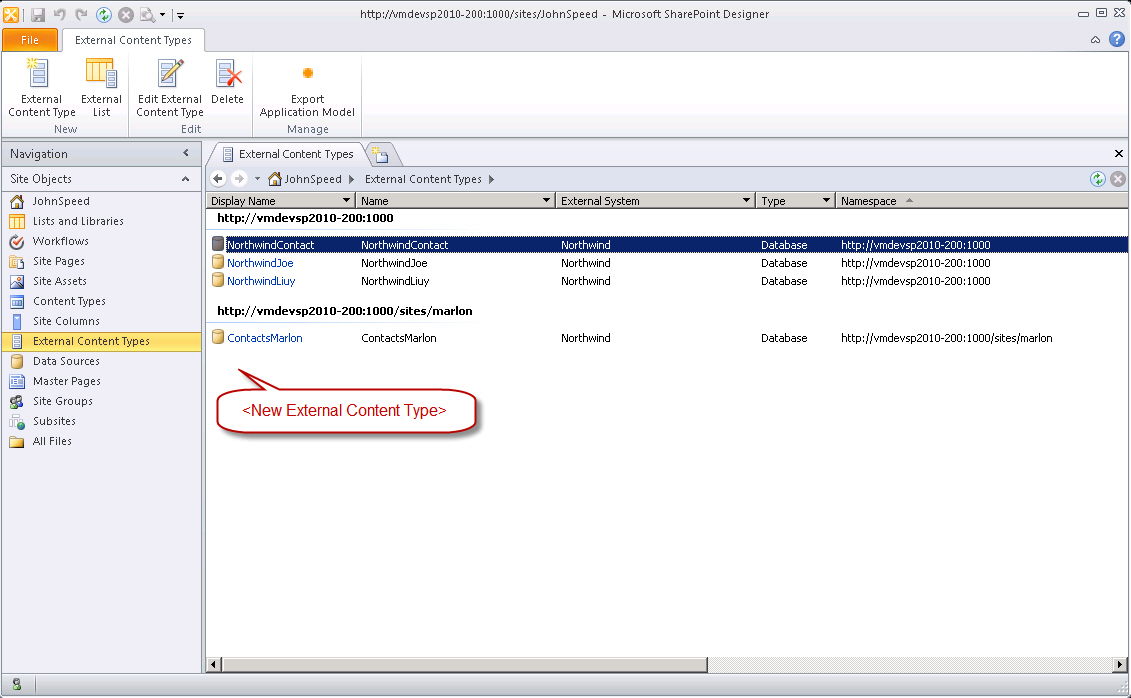 http://vmdevsp2010-200:1000/sites/JohnSpeed - Microsoft SharePoint Designer
File External Content Types
External Content Type
External List
Edit External Content Type
Delete
Export Application Model
New Edit Manage
Navigation
Site Objects
JohnSpeed
Lists and Libraries
Workflows
Site Pages
Site Assets
Content Types
Site Columns
External Content Types
Data Sources
Master Pages
Site Groups
Subsites
All Files
External Content Types
JohnSpeed External Content Types
Display Name Name External System Type Namespace
http://vmdevsp2010-200:1000
NorthwindContact NorthwindContact Northwind Database http://vmdevsp2010-200:1000
NorthwindJoe NorthwindJoe Northwind Database http://vmdevsp2010-200:1000
NorthwindLiuy NorthwindLiuy Northwind Database http://vmdevsp2010-200:1000
http://vmdevsp2010-200:1000/sites/marlon
ContactsMarlon ContactsMarlon Northwind Database http://vmdevsp2010-200:1000/sites/marlon
<New External Content Type>